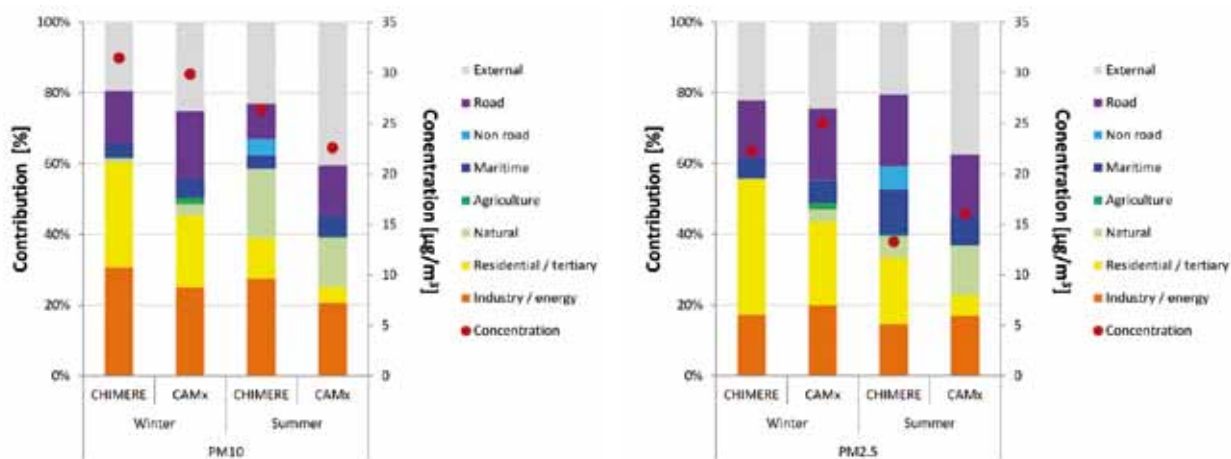 100%
80%
60%
40%
20%
0%
Contribution [%]
35
30
25
20
15
10
5
0
Conentration [µg/m³]
External
Road
Non road
Maritime
Agriculture
Natural
Residential / tertiary
Industry / energy
Concentration
CHIMERE CAMx CHIMERE CAMx
Winter Summer
PM10
100%
80%
60%
40%
20%
0%
Contribution [%]
35
30
25
20
15
10
5
0
Conentration [µg/m³]
External
Road
Non road
Maritime
Agriculture
Natural
Residential / tertiary
Industry / energy
Concentration
CHIMERE CAMx CHIMERE CAMx
Winter Summer
PM2.5